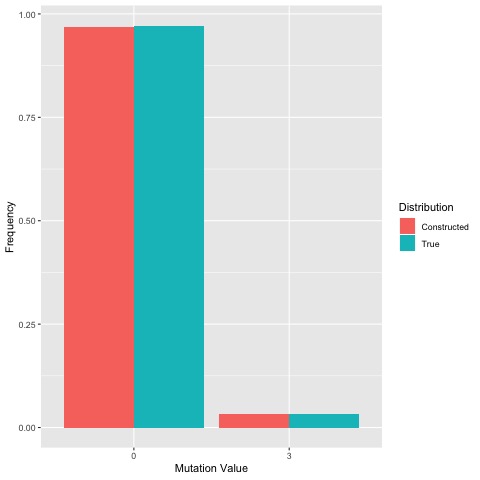 1.00
0.75
0.50
0.25
0.00
Frequency
0
3
Mutation Value
Distribution
Constructed
True